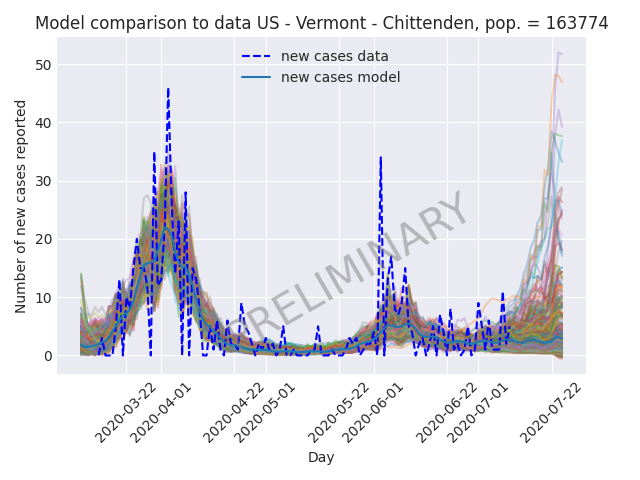 Model comparison to data US - Vermont - Chittenden, pop. = 163774
new cases data
new cases model
50
40
30
20
10
0
Number of new cases reported
PRELIMINARY
2020-03-22
2020-04-01
2020-04-22
2020-05-01
2020-05-22
2020-06-01
2020-06-22
2020-07-01
2020-07-22
Day